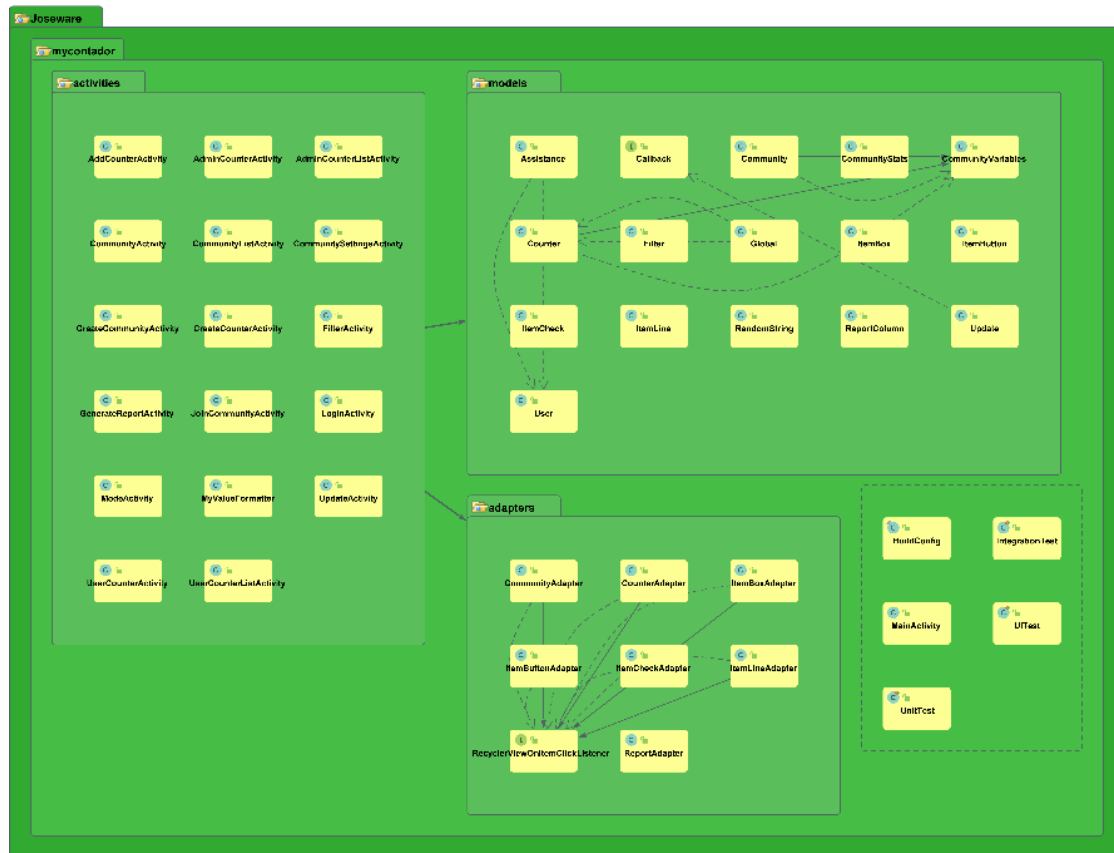 Joseware
mycontador
activities
AddCounterActivity AdminCounterActivity AdminCounterListActivity
CommunityActivity CommunityListActivity CommunitySettingsActivity
CreateCommunityActivity CreateCounterActivity FilterActivity
GenerateReportActivity JoinCommunityActivity LoginActivity
ModeActivity MyValueFormatter UpdateActivity
UserCounterActivity UserCounterListActivity
models
Assistance Callback Community CommunityStats CommunityVariables
Counter Filter Global ItemBox ItemButton
ItemCheck ItemLine RandomString ReportColumn Update
User
adapters
CommunityAdapter CounterAdapter ItemBoxAdapter
ItemButtonAdapter ItemCheckAdapter ItemLineAdapter
RecyclerViewOnItemClickListener ReportAdapter
BuildConfig IntegrationTest
MainActivity UITest
UnitTest